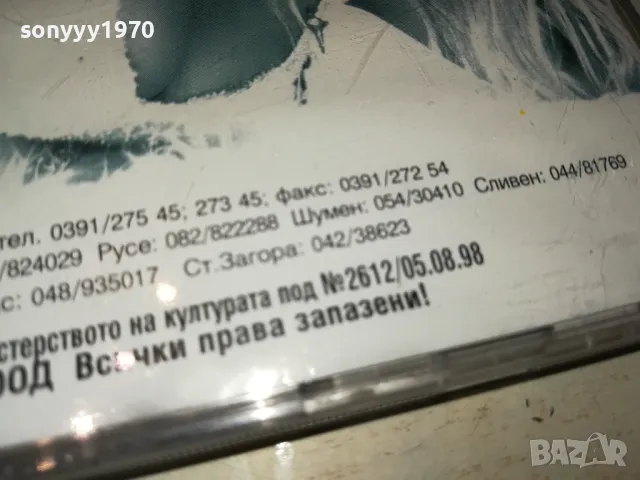 sonyyy1970
тел. 0391/275 45; 273 45; факс: 0391/272 54
/824029 Русе: 082/822288 Шумен: 054/30410 Сливен: 044/81769
с: 048/935017 Ст.Загора: 042/38623
стерството на културата под №2612/05.08.98
ООД Всички права запазени!
BAZAR